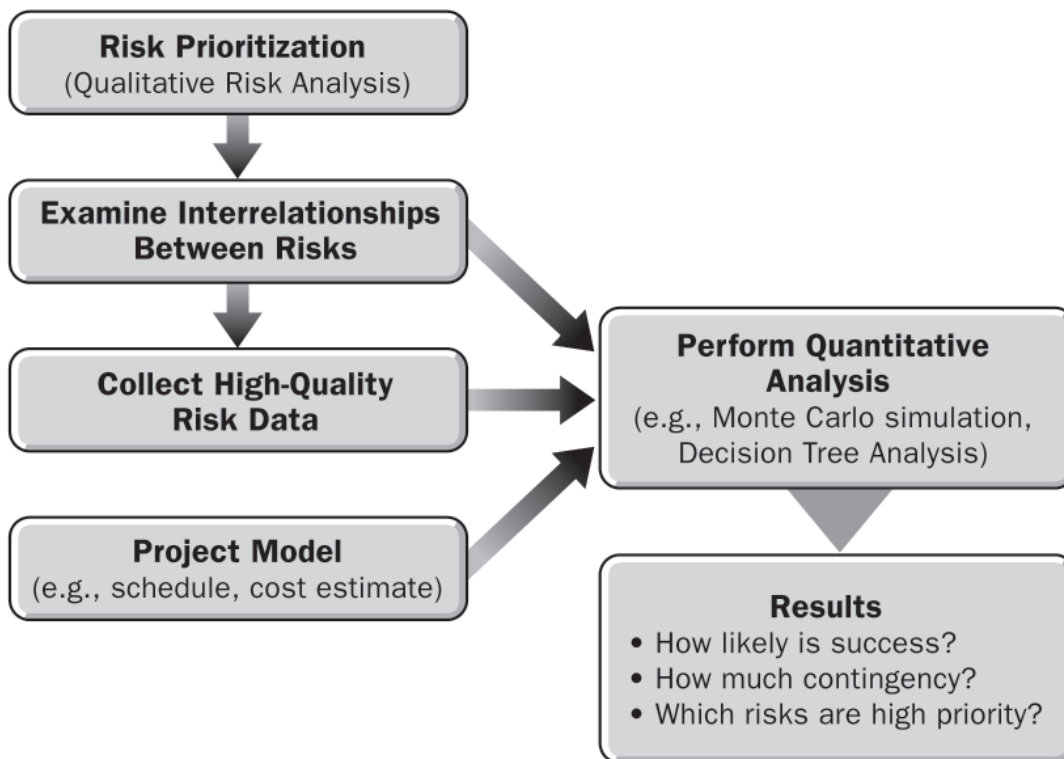 Risk Prioritization
(Qualitative Risk Analysis)
Examine Interrelationships
Between Risks
Collect High-Quality
Risk Data
Project Model
(e.g., schedule, cost estimate)
Perform Quantitative
Analysis
(e.g., Monte Carlo simulation,
Decision Tree Analysis)
Results
• How likely is success?
• How much contingency?
• Which risks are high priority?